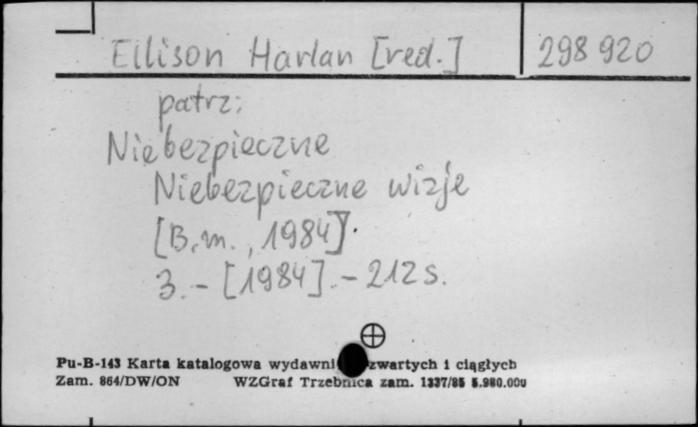 Ellison Harlan [red.] 298 920
patrz:
Niebezpieczne
Niebezpieczne wizje
[B.m., 1984].
3. - [1984]. - 212 s.
Pu-B-143 Karta katalogowa zwartych i ciągłych
Zam. 864/DW/ON WZGraf Trzebnica zam. 1337/85 5.980.000